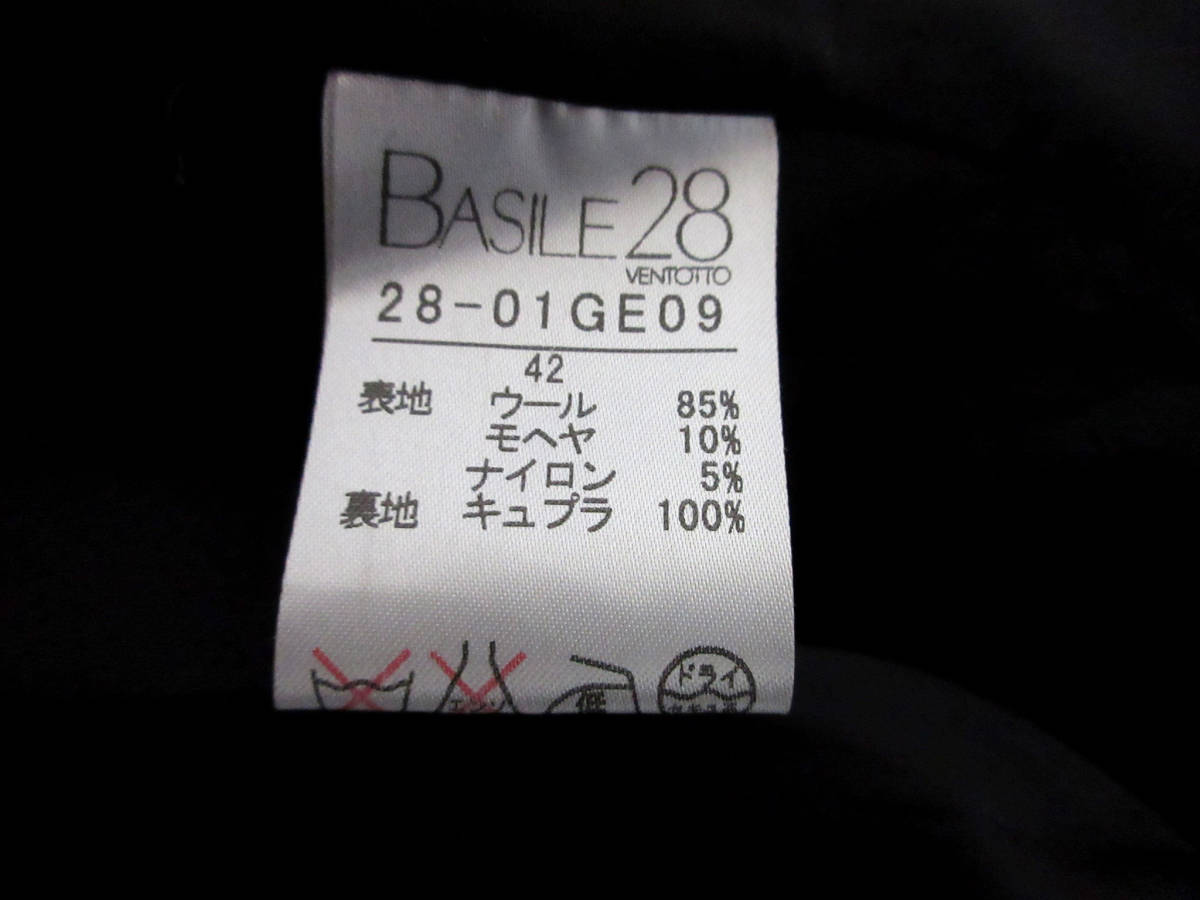 BASILE28
VENTOTTO
28-01GE09
42
表地 ウール 85%
モヘヤ 10%
ナイロン 5%
裏地 キュプラ 100%
低 ドライ